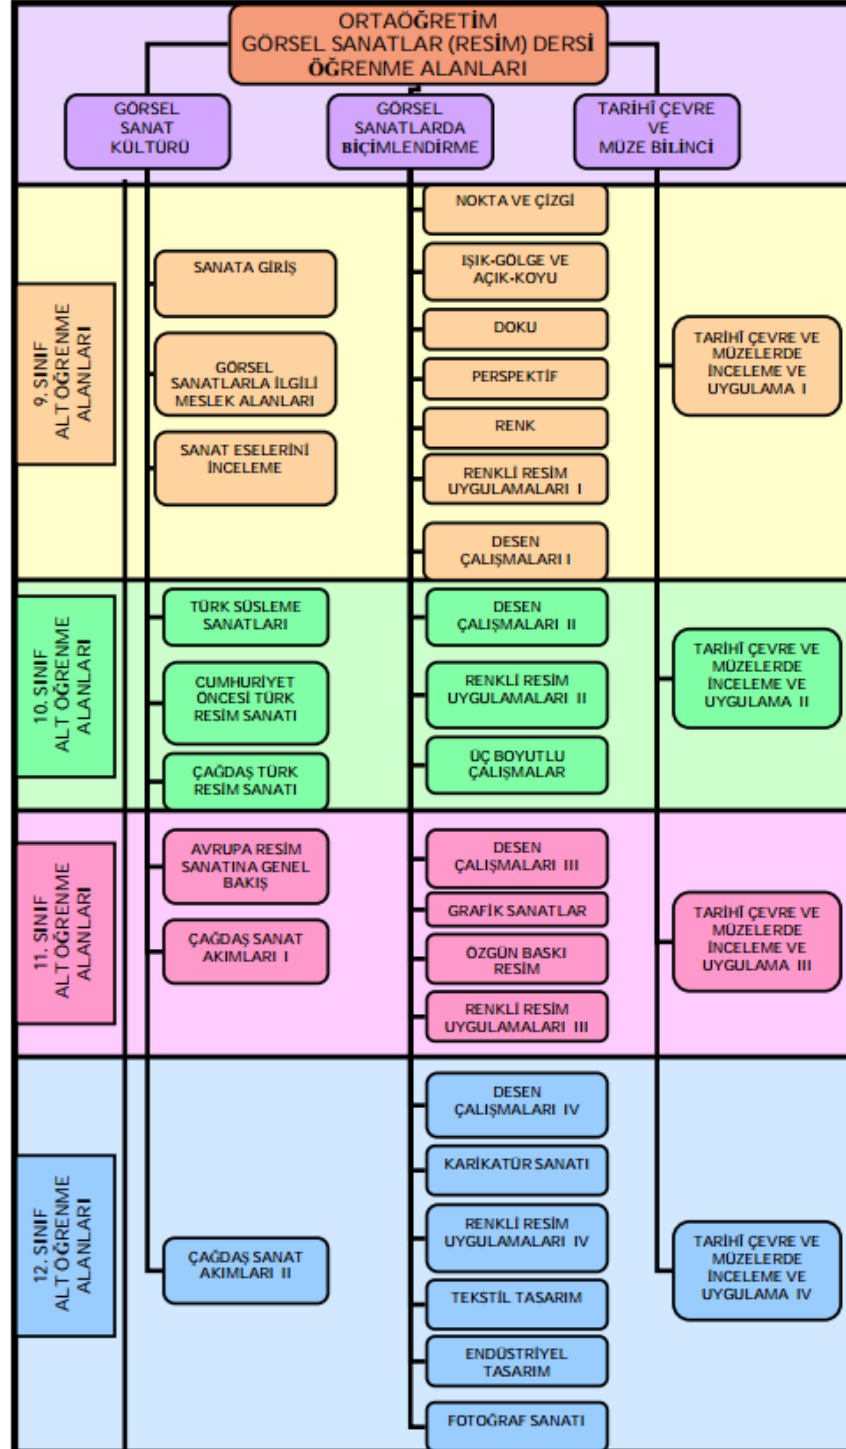 ORTAÖĞRETİM
GÖRSEL SANATLAR (RESİM) DERSİ
ÖĞRENME ALANLARI
GÖRSEL
SANAT
KÜLTÜRÜ
GÖRSEL
SANATLARDA
BİÇİMLENDİRME
TARİHÎ ÇEVRE
VE
MÜZE BİLİNCİ
9. SINIF
ALT ÖĞRENME
ALANLARI
SANATA GİRİŞ
GÖRSEL
SANATLARLA İLGİLİ
MESLEK ALANLARI
SANAT ESELERİNİ
İNCELEME
NOKTA VE ÇİZGİ
IŞIK-GÖLGE VE
AÇIK-KOYU
DOKU
PERSPEKTİF
RENK
RENKLİ RESİM
UYGULAMALARI I
DESEN
ÇALIŞMALARI I
TARİHÎ ÇEVRE VE
MÜZELERDE
İNCELEME VE
UYGULAMA I
10. SINIF
ALT ÖĞRENME
ALANLARI
TÜRK SÜSLEME
SANATLARI
CUMHURİYET
ÖNCESİ TÜRK
RESİM SANATI
ÇAĞDAŞ TÜRK
RESİM SANATI
DESEN
ÇALIŞMALARI II
RENKLİ RESİM
UYGULAMALARI II
ÜÇ BOYUTLU
ÇALIŞMALAR
TARİHÎ ÇEVRE VE
MÜZELERDE
İNCELEME VE
UYGULAMA II
11. SINIF
ALT ÖĞRENME
ALANLARI
AVRUPA RESİM
SANATINA GENEL
BAKIŞ
ÇAĞDAŞ SANAT
AKIMLARI I
DESEN
ÇALIŞMALARI III
GRAFİK SANATLAR
ÖZGÜN BASKI
RESİM
RENKLİ RESİM
UYGULAMALARI III
TARİHÎ ÇEVRE VE
MÜZELERDE
İNCELEME VE
UYGULAMA III
12. SINIF
ALT ÖĞRENME
ALANLARI
ÇAĞDAŞ SANAT
AKIMLARI II
DESEN
ÇALIŞMALARI IV
KARİKATÜR SANATI
RENKLİ RESİM
UYGULAMALARI IV
TEKSTİL TASARIM
ENDÜSTRİYEL
TASARIM
FOTOĞRAF SANATI
TARİHÎ ÇEVRE VE
MÜZELERDE
İNCELEME VE
UYGULAMA IV